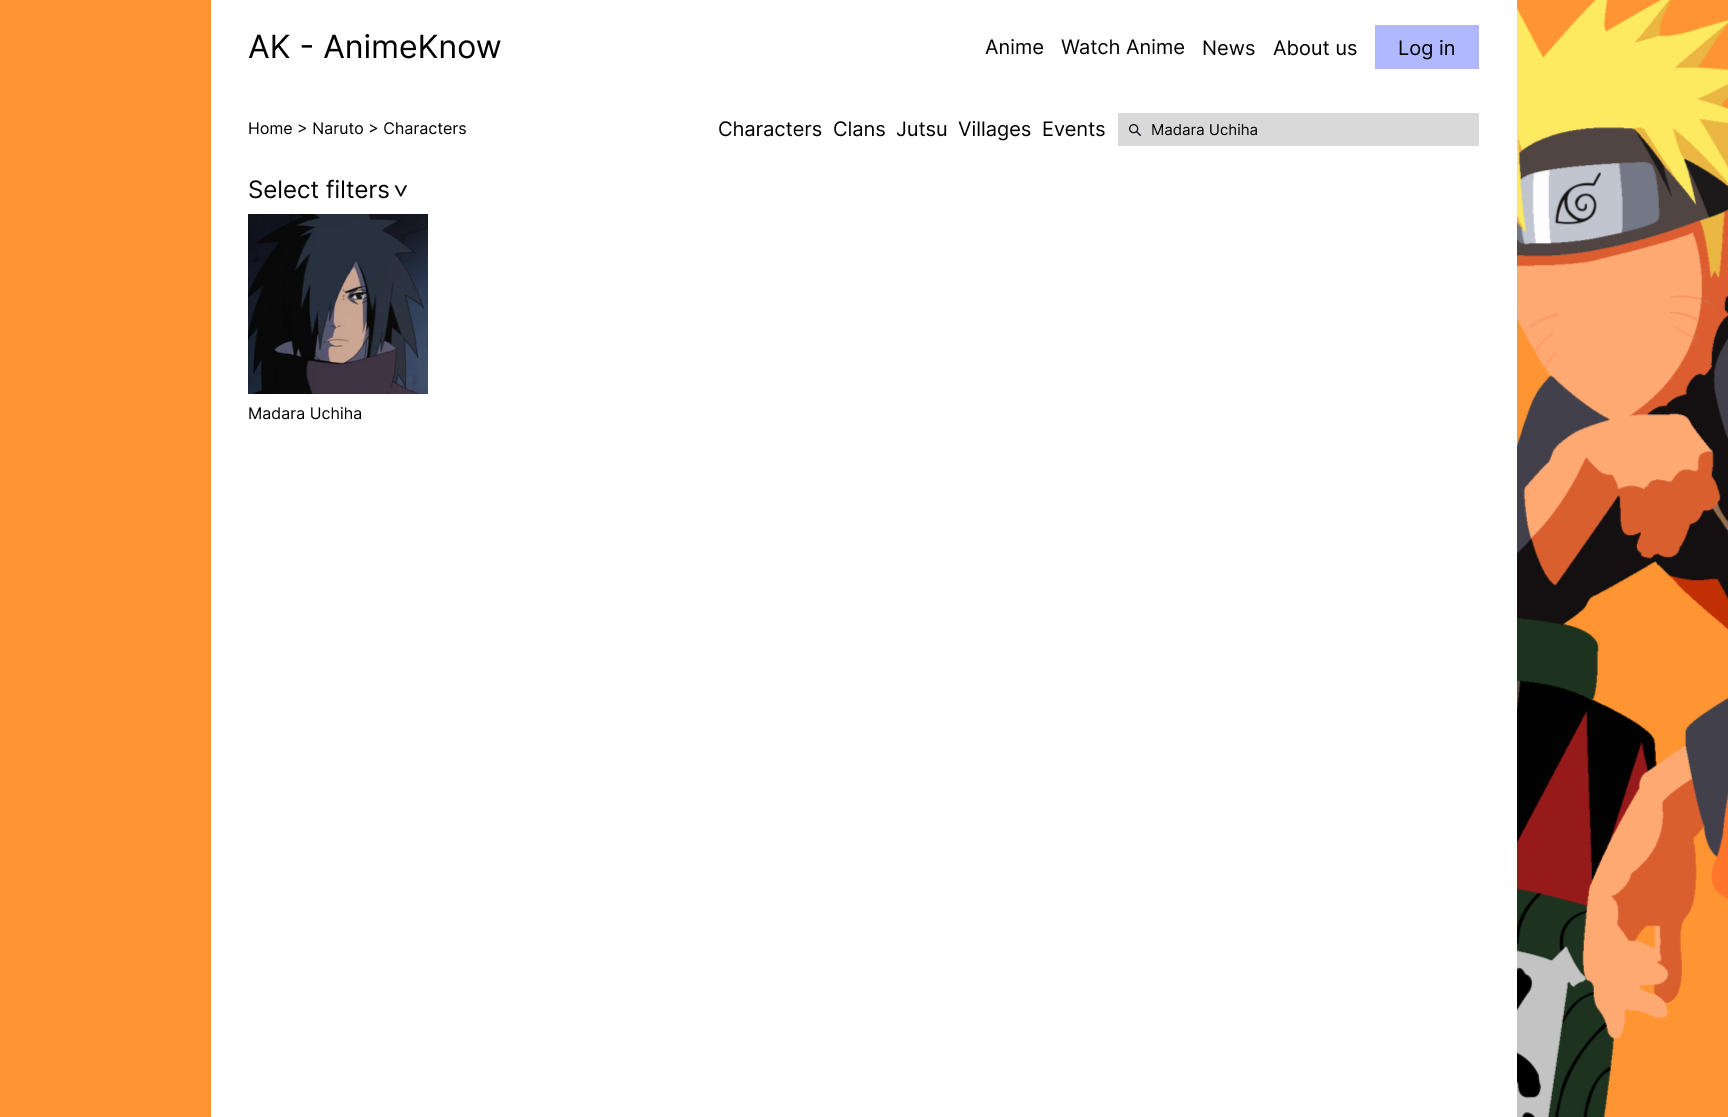 AK - AnimeKnow
Anime Watch Anime News About us Log in
Home > Naruto > Characters
Characters Clans Jutsu Villages Events Madara Uchiha
Select filters
Madara Uchiha